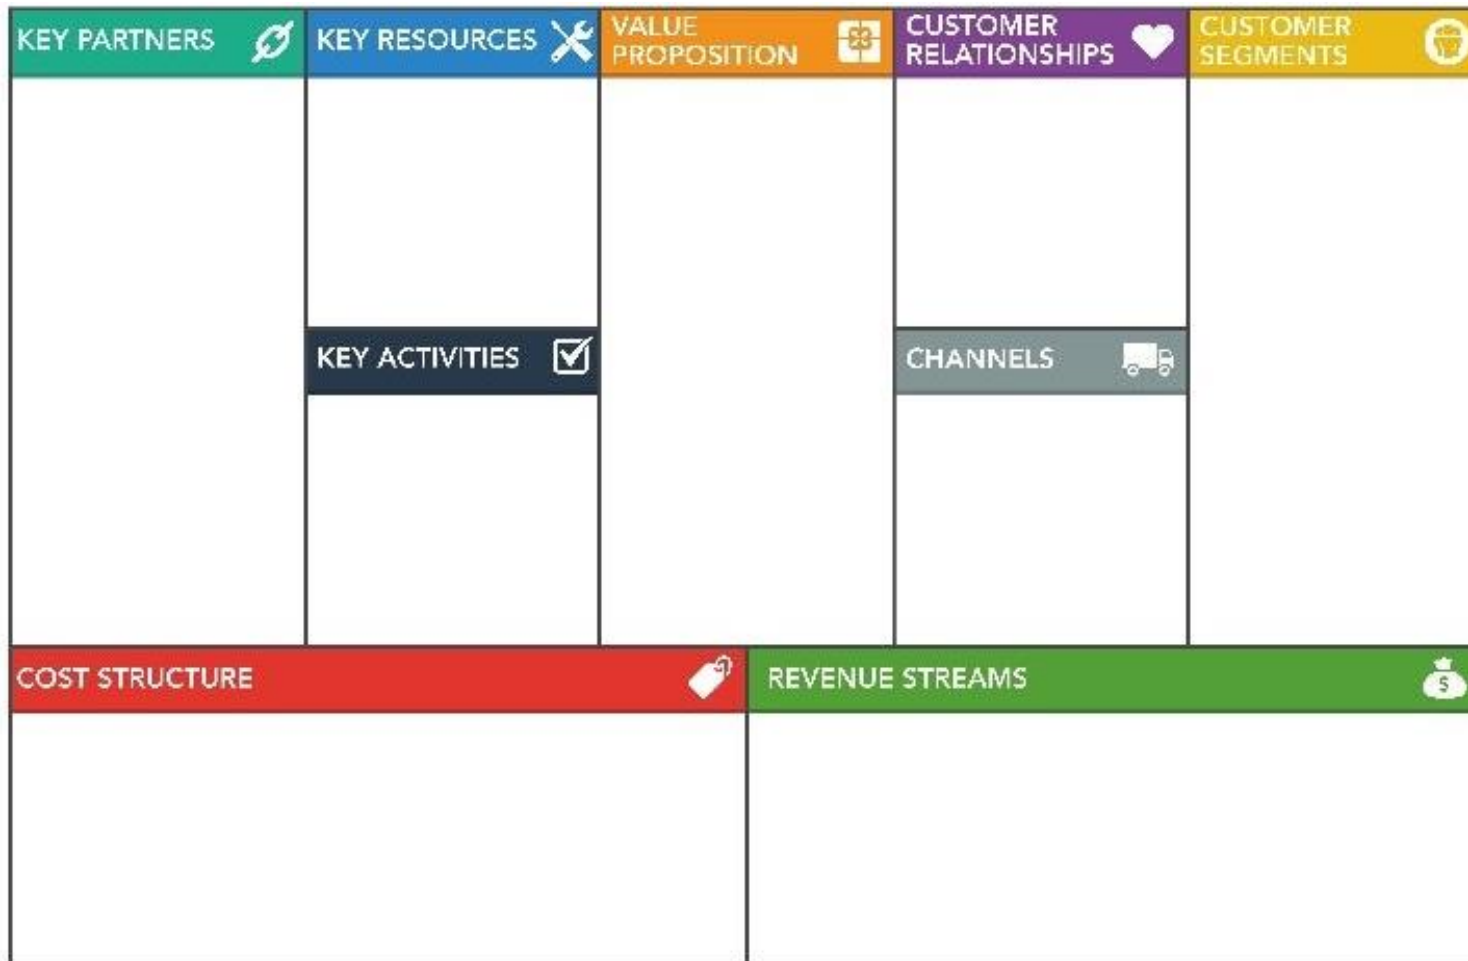 KEY PARTNERS
KEY RESOURCES
VALUE
PROPOSITION
CUSTOMER
RELATIONSHIPS
CUSTOMER
SEGMENTS
KEY ACTIVITIES
CHANNELS
COST STRUCTURE
REVENUE STREAMS
$